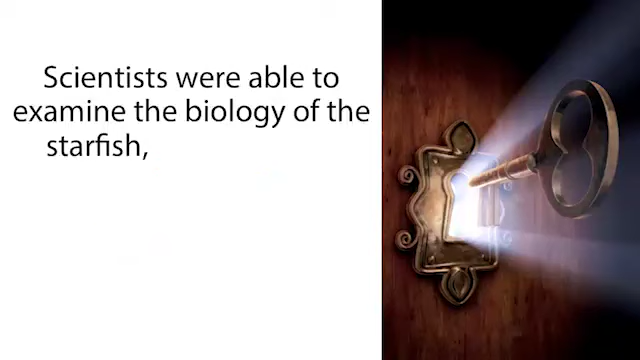 Scientists were able to
examine the biology of the
starfish,